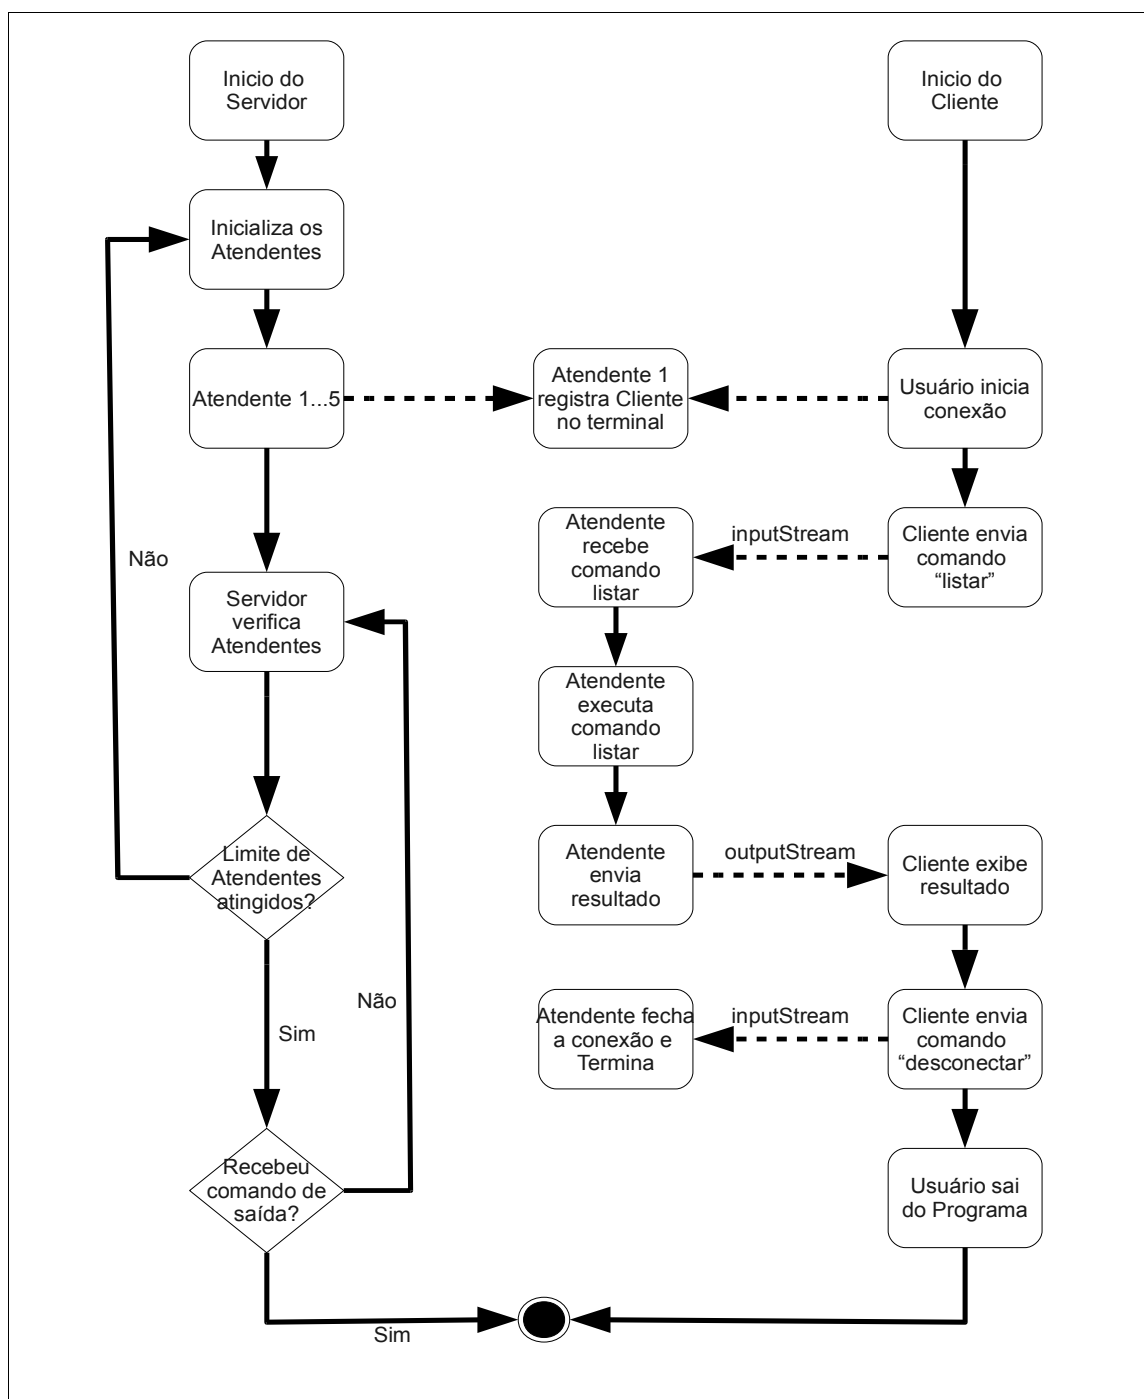 Inicio do
Servidor
Inicio do
Cliente
Inicializa os
Atendentes
Atendente 1...5
Atendente 1
registra Cliente
no terminal
Usuário inicia
conexão
Não
Atendente
recebe
comando
listar
inputStream
Cliente envia
comando
“listar”
Servidor
verifica
Atendentes
Atendente
executa
comando
listar
Limite de
Atendentes
atingidos?
Atendente
envia
resultado
outputStream
Cliente exibe
resultado
Sim
Não
Atendente fecha
a conexão e
Termina
inputStream
Cliente envia
comando
“desconectar”
Recebeu
comando de
saída?
Usuário sai
do Programa
Sim